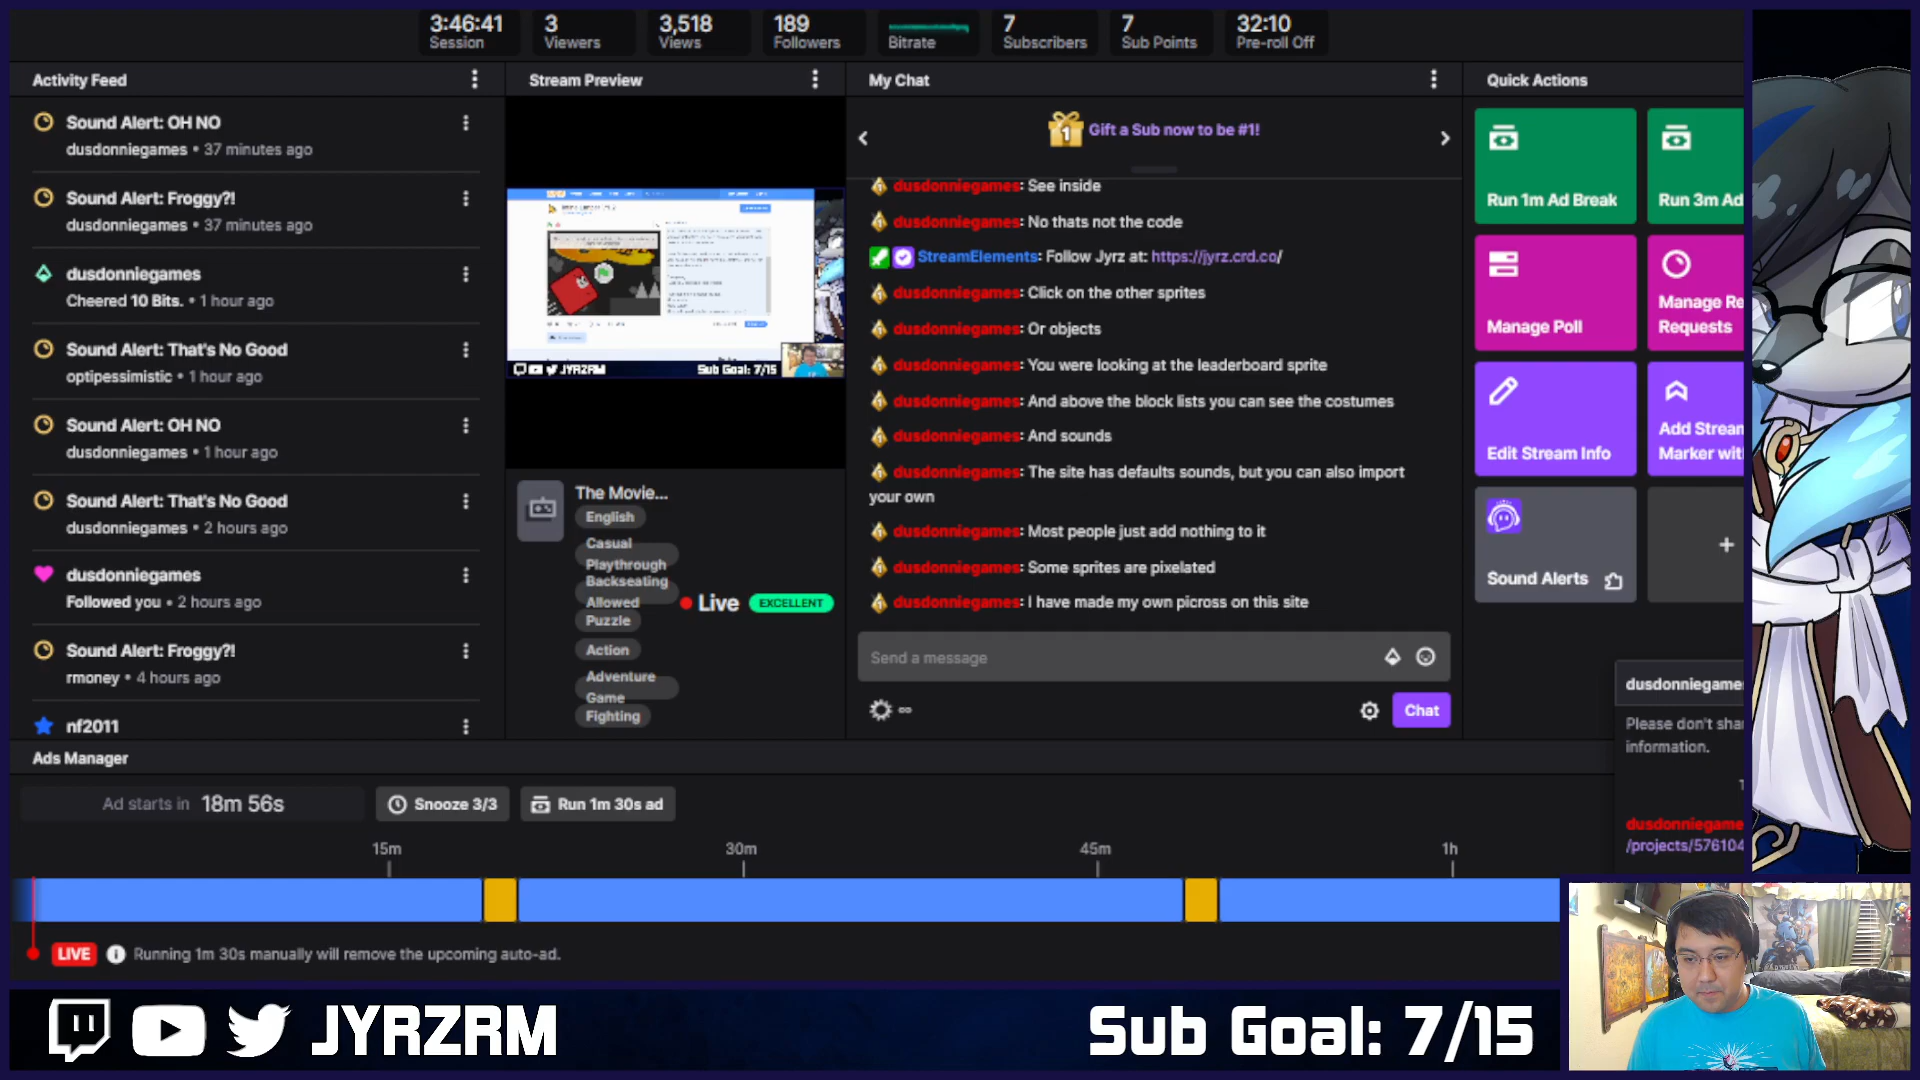 3:46:41
Session
3
Viewers
3,518
Views
189
Followers
Bitrate
7
Subscribers
7
Sub Points
32:10
Pre-roll Off
Activity Feed
Sound Alert: OH NO
dusdonniegames • 37 minutes ago
Sound Alert: Froggy?!
dusdonniegames • 37 minutes ago
dusdonniegames
Cheered 10 Bits. • 1 hour ago
Sound Alert: That's No Good
optipessimistic • 1 hour ago
Sound Alert: OH NO
dusdonniegames • 1 hour ago
Sound Alert: That's No Good
dusdonniegames • 2 hours ago
dusdonniegames
Followed you • 2 hours ago
Sound Alert: Froggy?!
rmoney • 4 hours ago
nf2011
Stream Preview
JYRZRM
Sub Goal: 7/15
The Movie...
English
Casual
Playthrough
Backseating
Allowed
Puzzle
Action
Adventure
Game
Fighting
Live
EXCELLENT
My Chat
1
Gift a Sub now to be #1!
dusdonniegames: See inside
dusdonniegames: No thats not the code
StreamElements: Follow Jyrz at: https://jyrz.crd.co/
dusdonniegames: Click on the other sprites
dusdonniegames: Or objects
dusdonniegames: You were looking at the leaderboard sprite
dusdonniegames: And above the block lists you can see the costumes
dusdonniegames: And sounds
dusdonniegames: The site has defaults sounds, but you can also import
your own
dusdonniegames: Most people just add nothing to it
dusdonniegames: Some sprites are pixelated
dusdonniegames: I have made my own picross on this site
Send a message
∞
Chat
Quick Actions
Run 1m Ad Break
Run 3m Ad
Manage Poll
Manage Re
Requests
Edit Stream Info
Add Stream
Marker wit
Sound Alerts
+
dusdonniegame
Please don't sha
information.
dusdonniegame
/projects/576104
Ads Manager
Ad starts in 18m 56s
Snooze 3/3
Run 1m 30s ad
15m
30m
45m
1h
LIVE
Running 1m 30s manually will remove the upcoming auto-ad.
JYRZRM
Sub Goal: 7/15